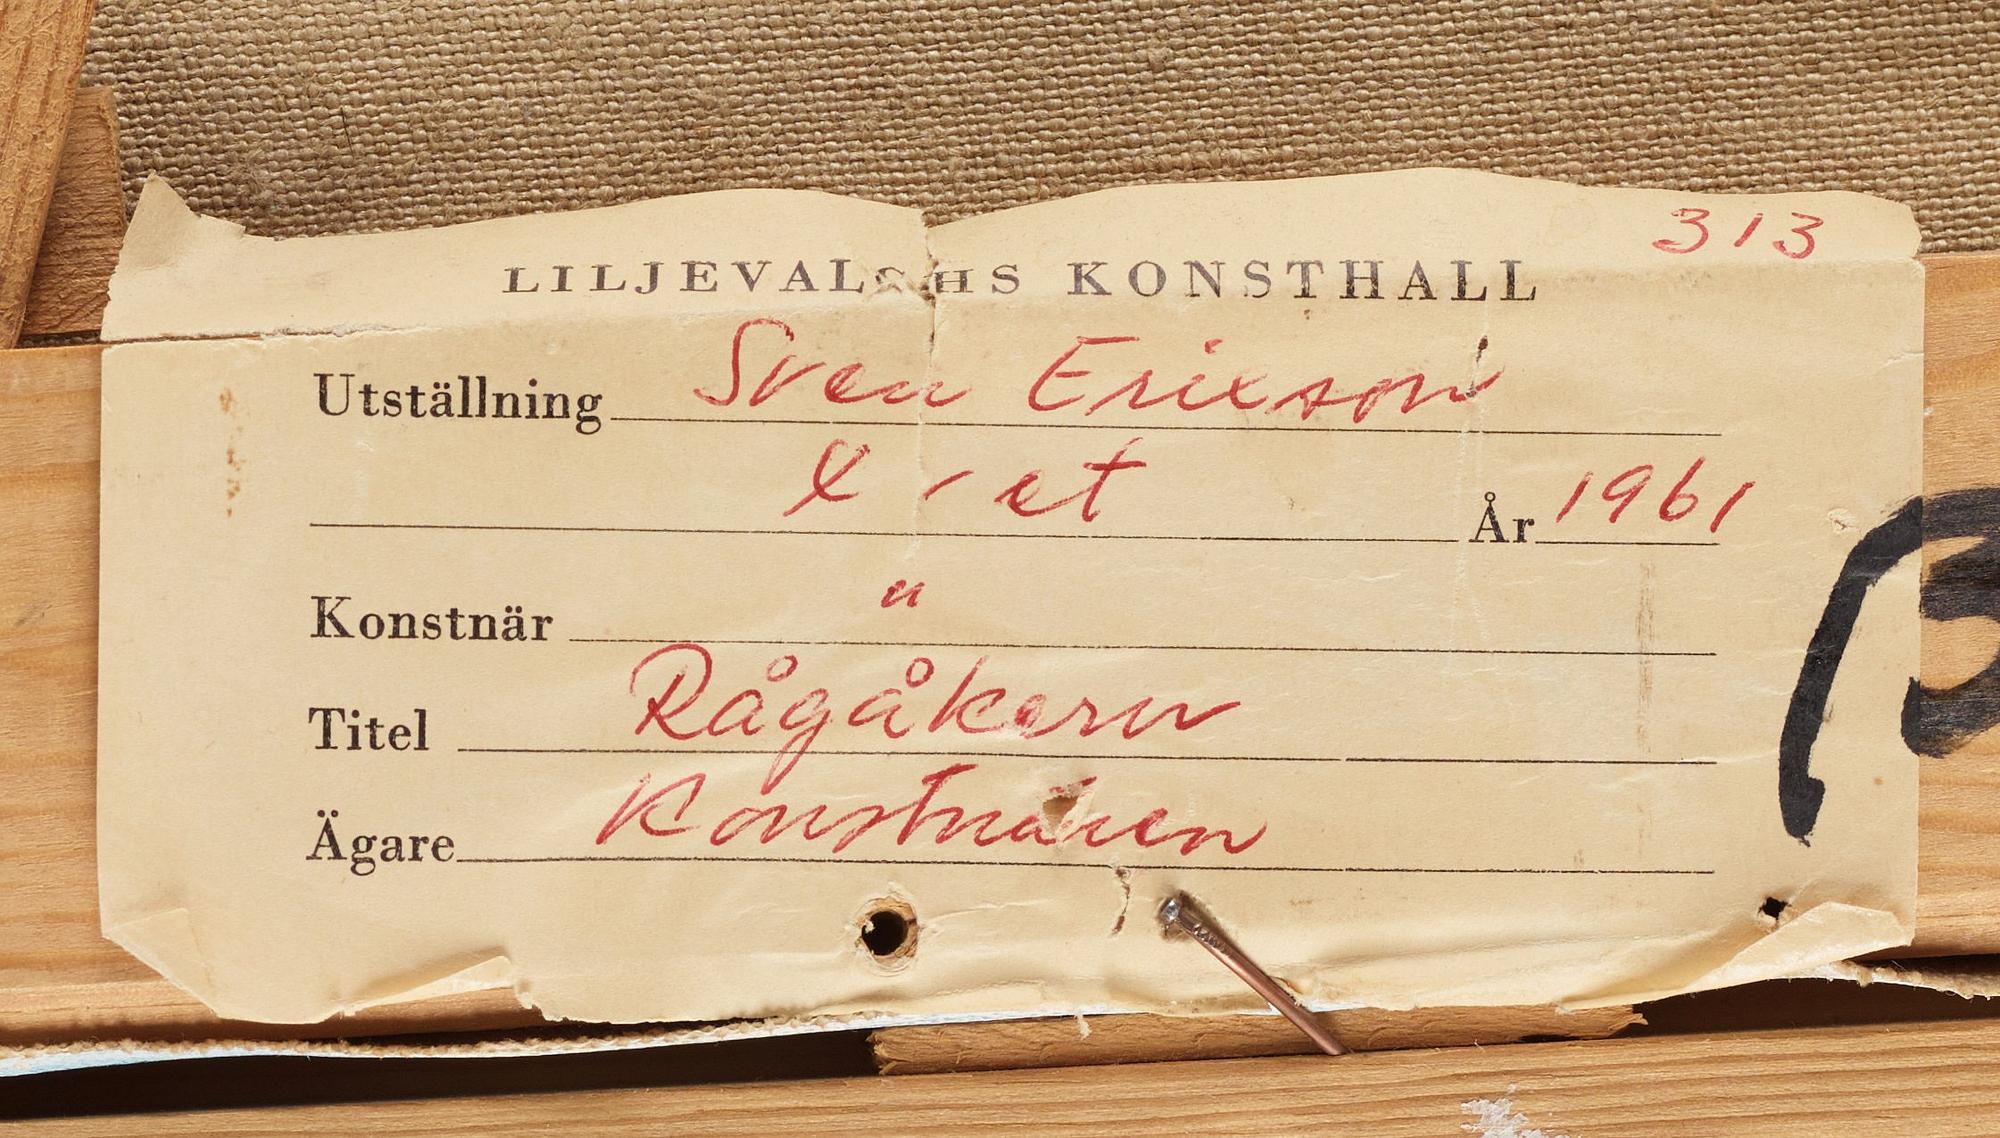 313
LILJEVALCHS KONSTHALL
Utställning Sven Erixson
X-et År 1961
Konstnär "
Titel Rågåkern
Ägare Konstnären